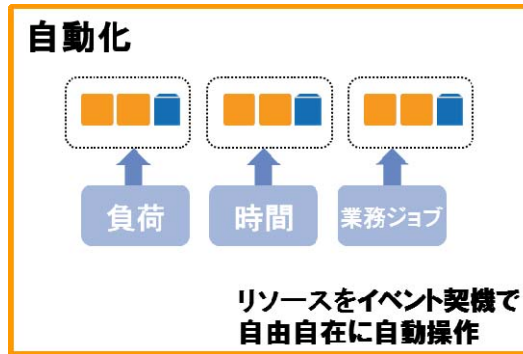 自動化
負荷
時間
業務ジョブ
リソースをイベント契機で
自由自在に自動操作